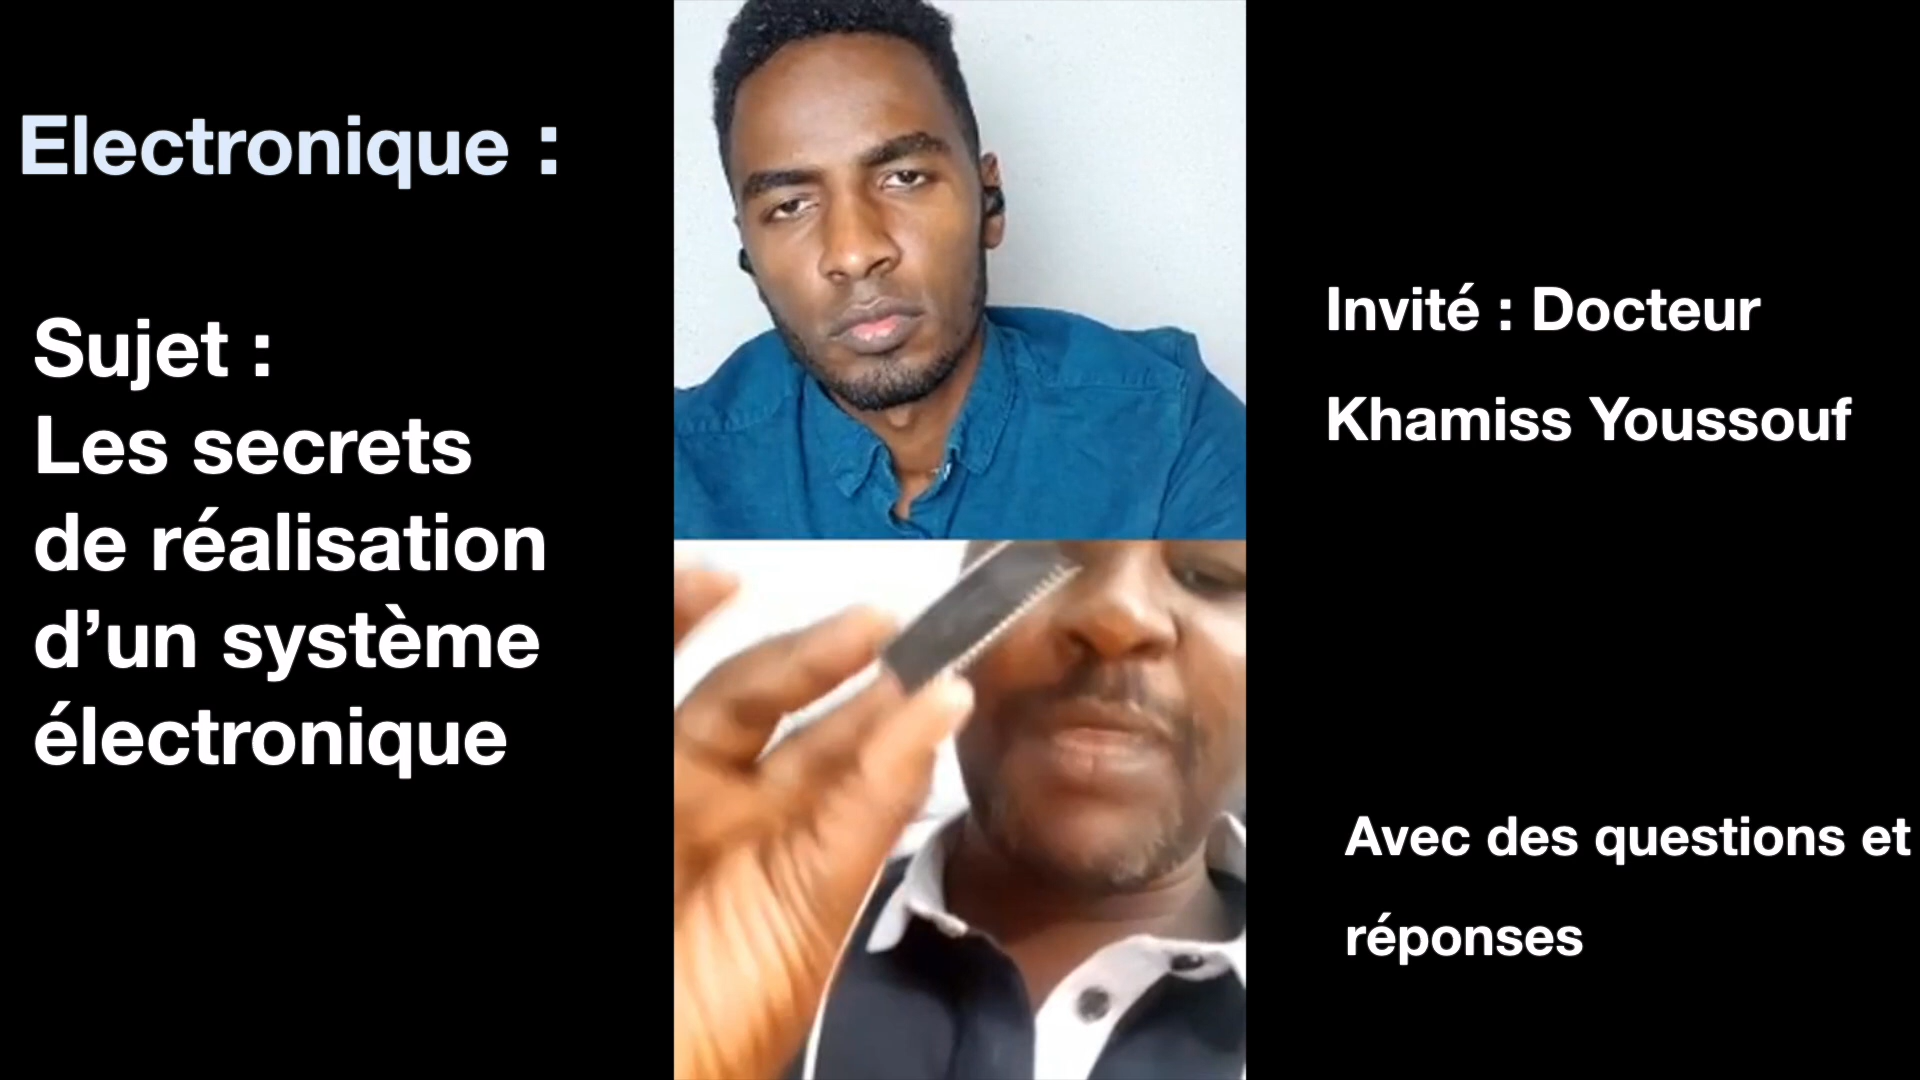 Electronique :
Sujet :
Les secrets
de réalisation
d’un système
électronique
Invité : Docteur
Khamiss Youssouf
Avec des questions et
réponses